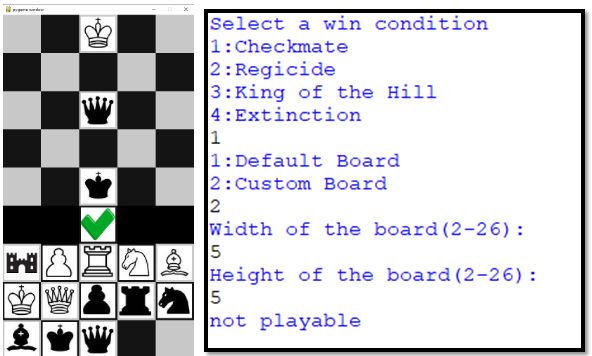 pygame window
Select a win condition
1:Checkmate
2:Regicide
3:King of the Hill
4:Extinction
1
1:Default Board
2:Custom Board
2
Width of the board(2-26):
5
Height of the board(2-26):
5
not playable